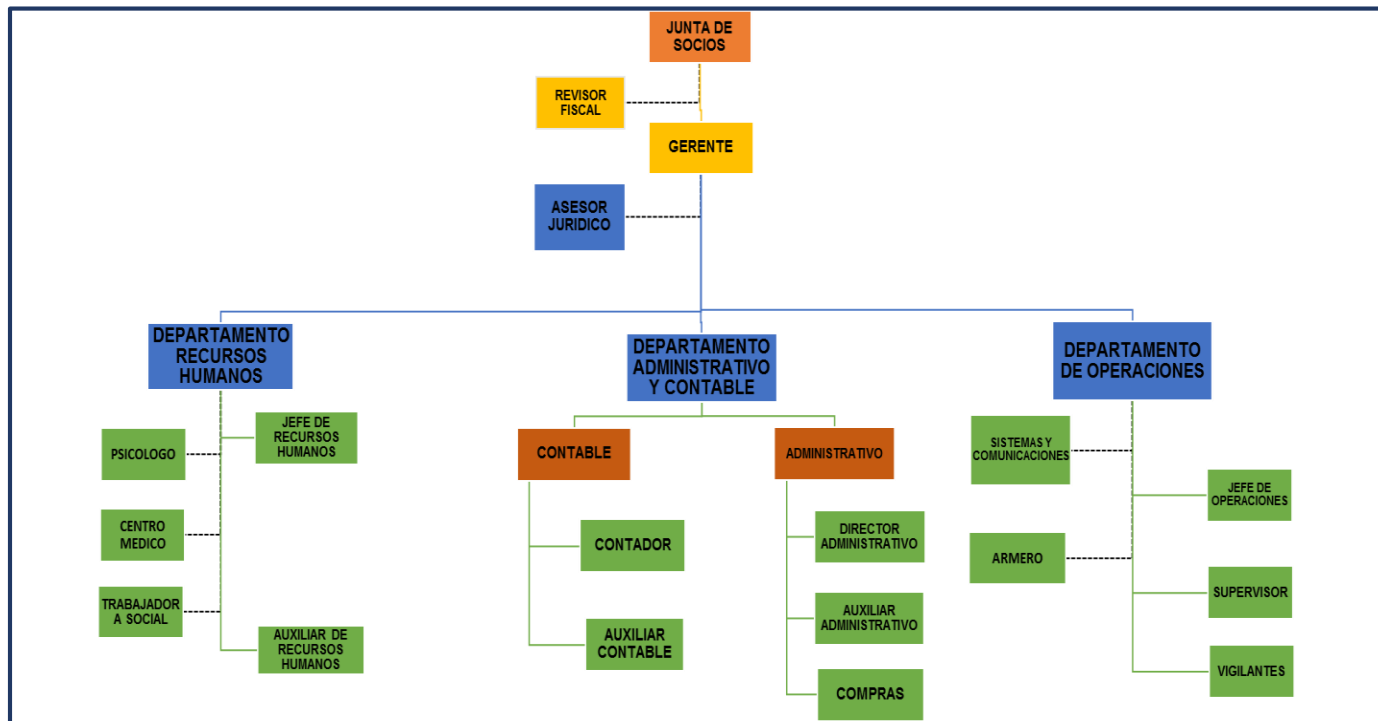 JUNTA DE
SOCIOS
REVISOR
FISCAL
GERENTE
ASESOR
JURIDICO
DEPARTAMENTO
RECURSOS
HUMANOS
DEPARTAMENTO
ADMINISTRATIVO
Y CONTABLE
DEPARTAMENTO
DE OPERACIONES
PSICOLOGO
JEFE DE
RECURSOS
HUMANOS
CENTRO
MEDICO
TRABAJADOR
A SOCIAL
AUXILIAR DE
RECURSOS
HUMANOS
CONTABLE
CONTADOR
AUXILIAR
CONTABLE
ADMINISTRATIVO
DIRECTOR
ADMINISTRATIVO
AUXILIAR
ADMINISTRATIVO
COMPRAS
SISTEMAS Y
COMUNICACIONES
JEFE DE
OPERACIONES
ARMERO
SUPERVISOR
VIGILANTES